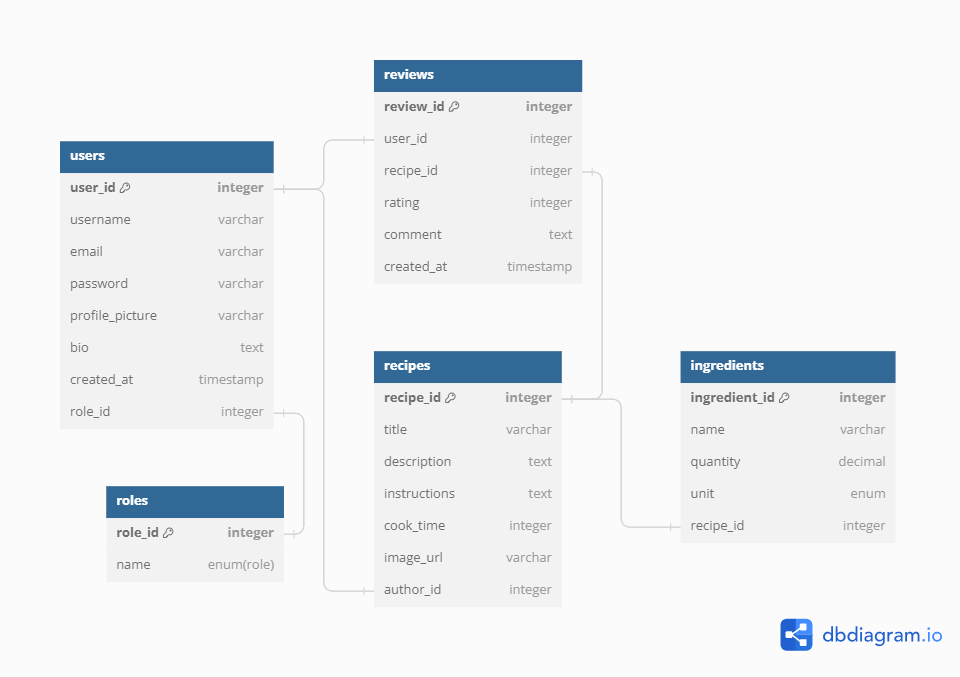 reviews
review_id integer
user_id integer
recipe_id integer
rating integer
comment text
created_at timestamp
users
user_id integer
username varchar
email varchar
password varchar
profile_picture varchar
bio text
created_at timestamp
role_id integer
recipes
recipe_id integer
title varchar
description text
instructions text
cook_time integer
image_url varchar
author_id integer
ingredients
ingredient_id integer
name varchar
quantity decimal
unit enum
recipe_id integer
roles
role_id integer
name enum(role)
dbdiagram.io